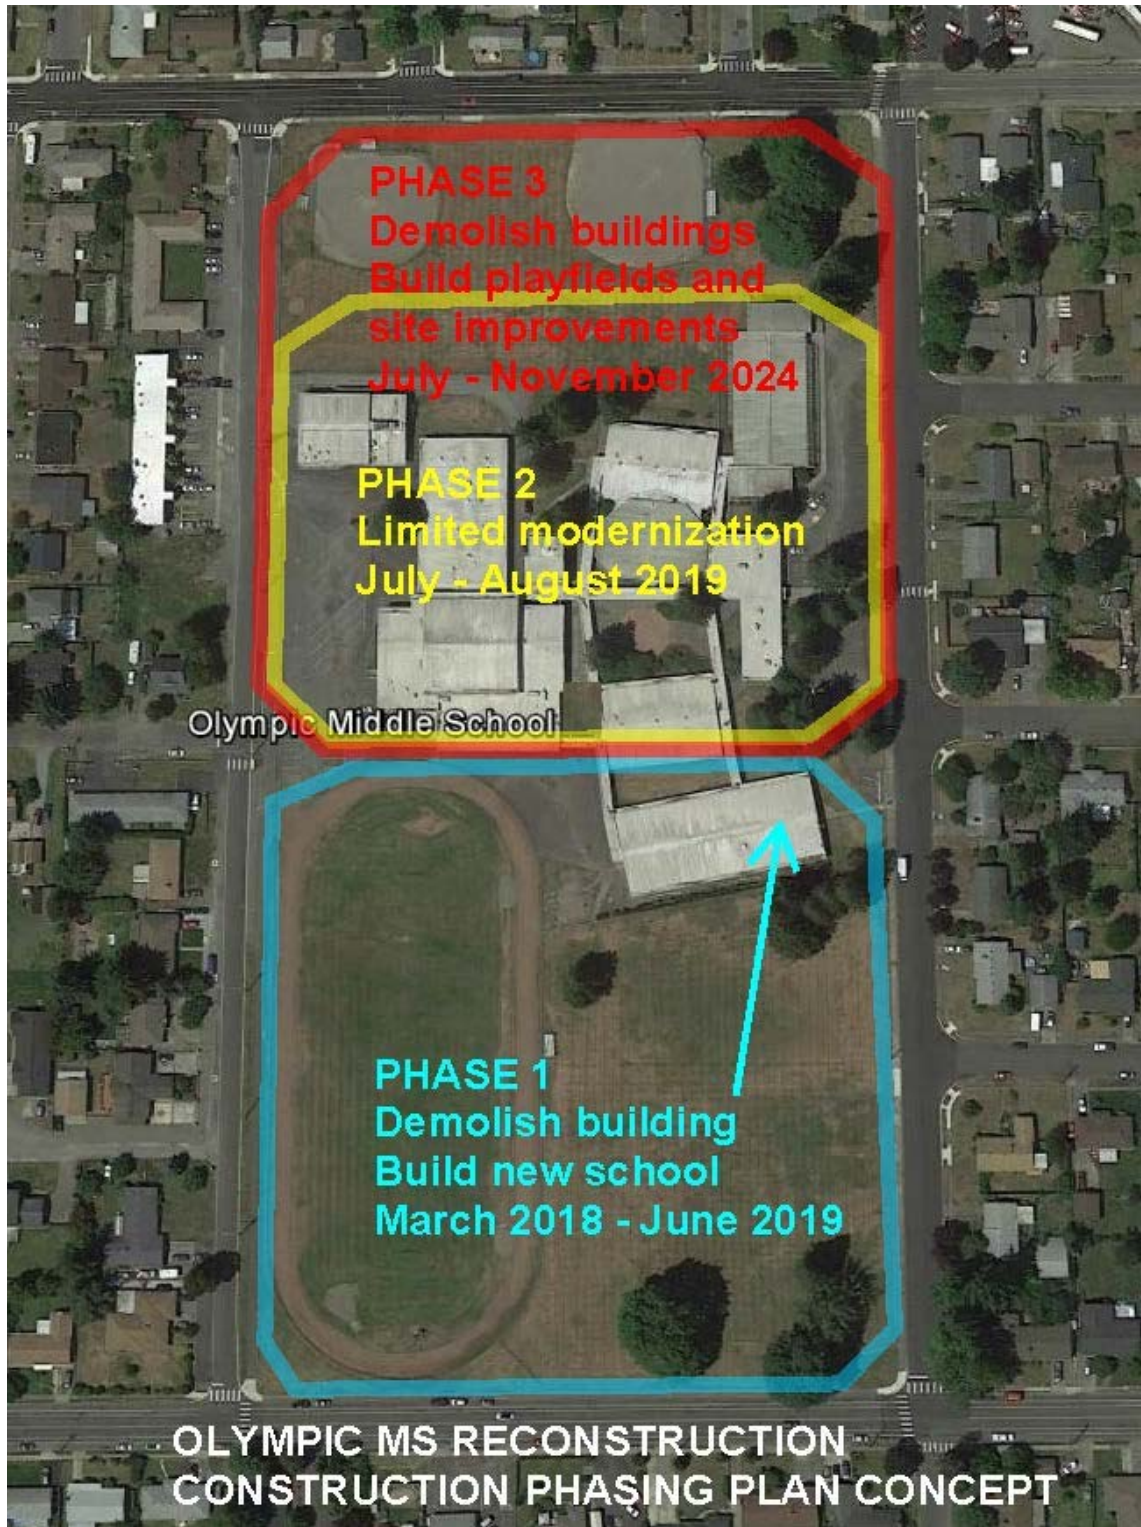 PHASE 3
Demolish buildings
Build playfields and
site improvements
July - November 2024
PHASE 2
Limited modernization
July - August 2019
Olympic Middle School
PHASE 1
Demolish building
Build new school
March 2018 - June 2019
OLYMPIC MS RECONSTRUCTION
CONSTRUCTION PHASING PLAN CONCEPT